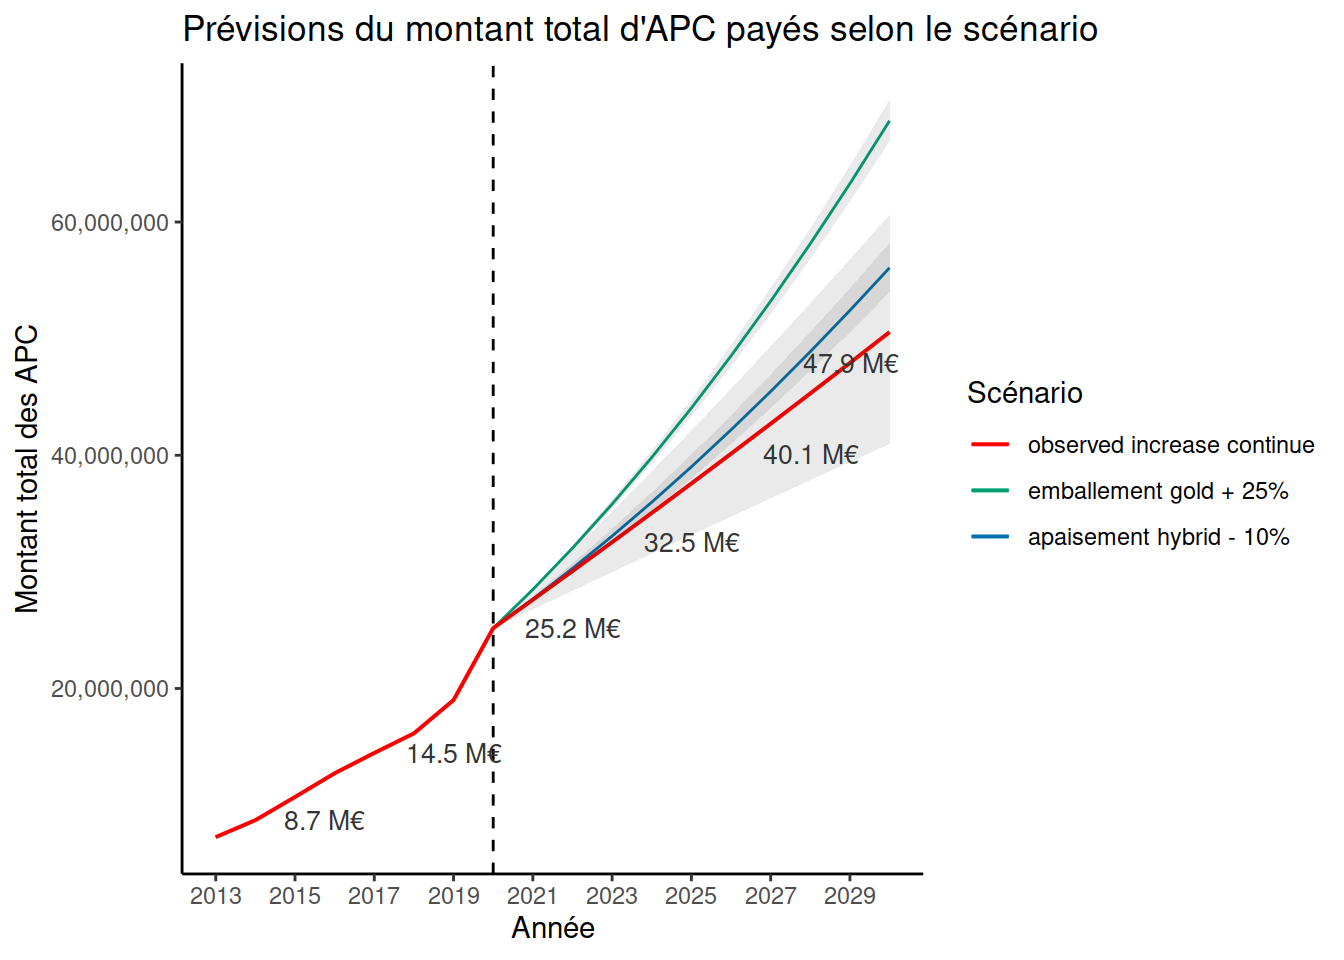 Prévisions du montant total d'APC payés selon le scénario
Montant total des APC
60,000,000
40,000,000
20,000,000
47.9 M€
40.1 M€
32.5 M€
25.2 M€
14.5 M€
8.7 M€
2013 2015 2017 2019 2021 2023 2025 2027 2029
Année
Scénario
observed increase continue
emballement gold + 25%
apaisement hybrid - 10%